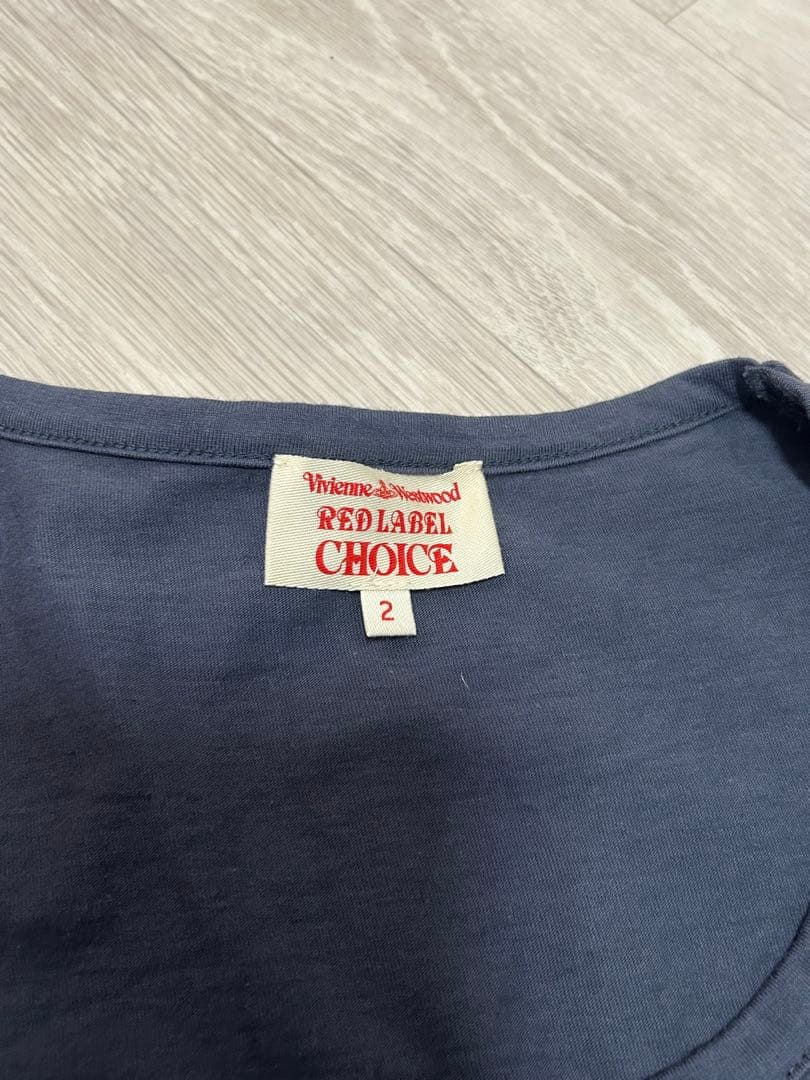 Vivienne Westwood
RED LABEL
CHOICE
2